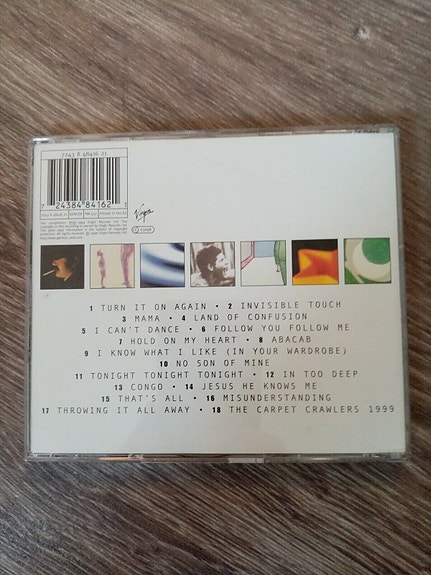 7243 8 48416 21
7 24384 84162 1
Virgin
1 TURN IT ON AGAIN • 2 INVISIBLE TOUCH
3 MAMA • 4 LAND OF CONFUSION
5 I CAN'T DANCE • 6 FOLLOW YOU FOLLOW ME
7 HOLD ON MY HEART • 8 ABACAB
9 I KNOW WHAT I LIKE (IN YOUR WARDROBE)
10 NO SON OF MINE
11 TONIGHT TONIGHT TONIGHT • 12 IN TOO DEEP
13 CONGO • 14 JESUS HE KNOWS ME
15 THAT'S ALL • 16 MISUNDERSTANDING
17 THROWING IT ALL AWAY • 18 THE CARPET CRAWLERS 1999